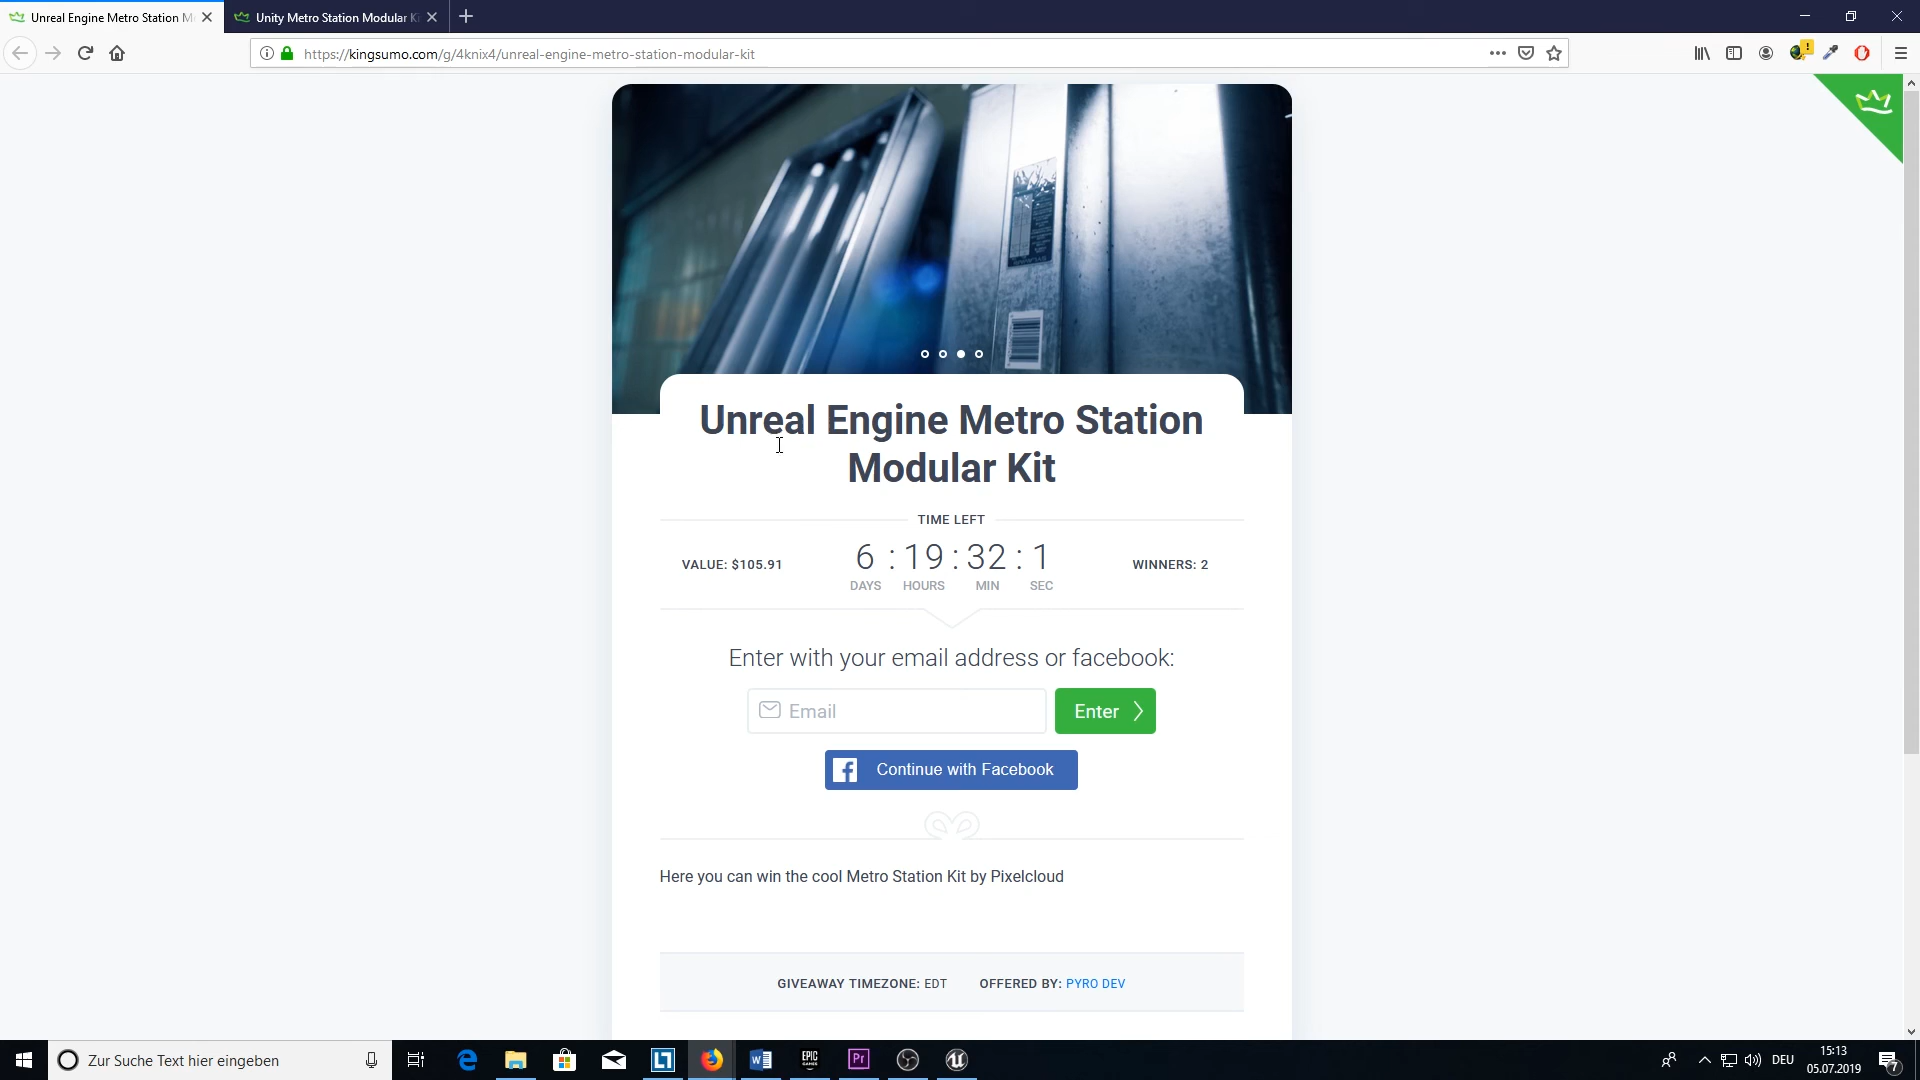 Unreal Engine Metro Station M
Unity Metro Station Modular K
https://kingsumo.com/g/4knix4/unreal-engine-metro-station-modular-kit
Unreal Engine Metro Station
Modular Kit
TIME LEFT
VALUE: $105.91
6 : 19 : 32 : 1
DAYS HOURS MIN SEC
WINNERS: 2
Enter with your email address or facebook:
Email
Enter
Continue with Facebook
Here you can win the cool Metro Station Kit by Pixelcloud
GIVEAWAY TIMEZONE: EDT OFFERED BY: PYRO DEV
Zur Suche Text hier eingeben
EPIC
GAMES
Pr
DEU
15:13
05.07.2019
7